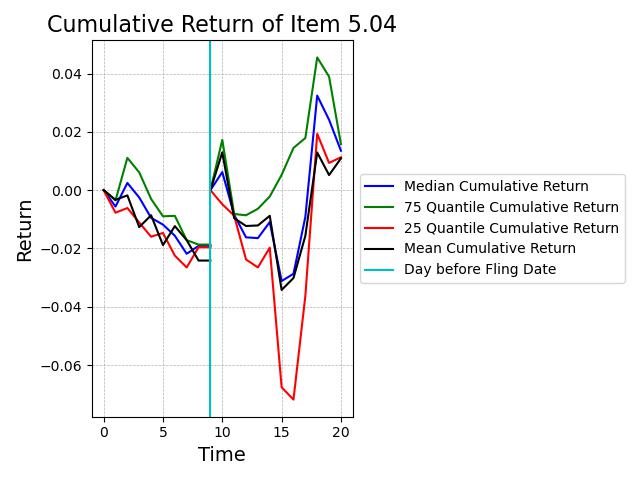 Cumulative Return of Item 5.04
Return
0.04
0.02
0.00
−0.02
−0.04
−0.06
0 5 10 15 20
Time
Median Cumulative Return
75 Quantile Cumulative Return
25 Quantile Cumulative Return
Mean Cumulative Return
Day before Fling Date